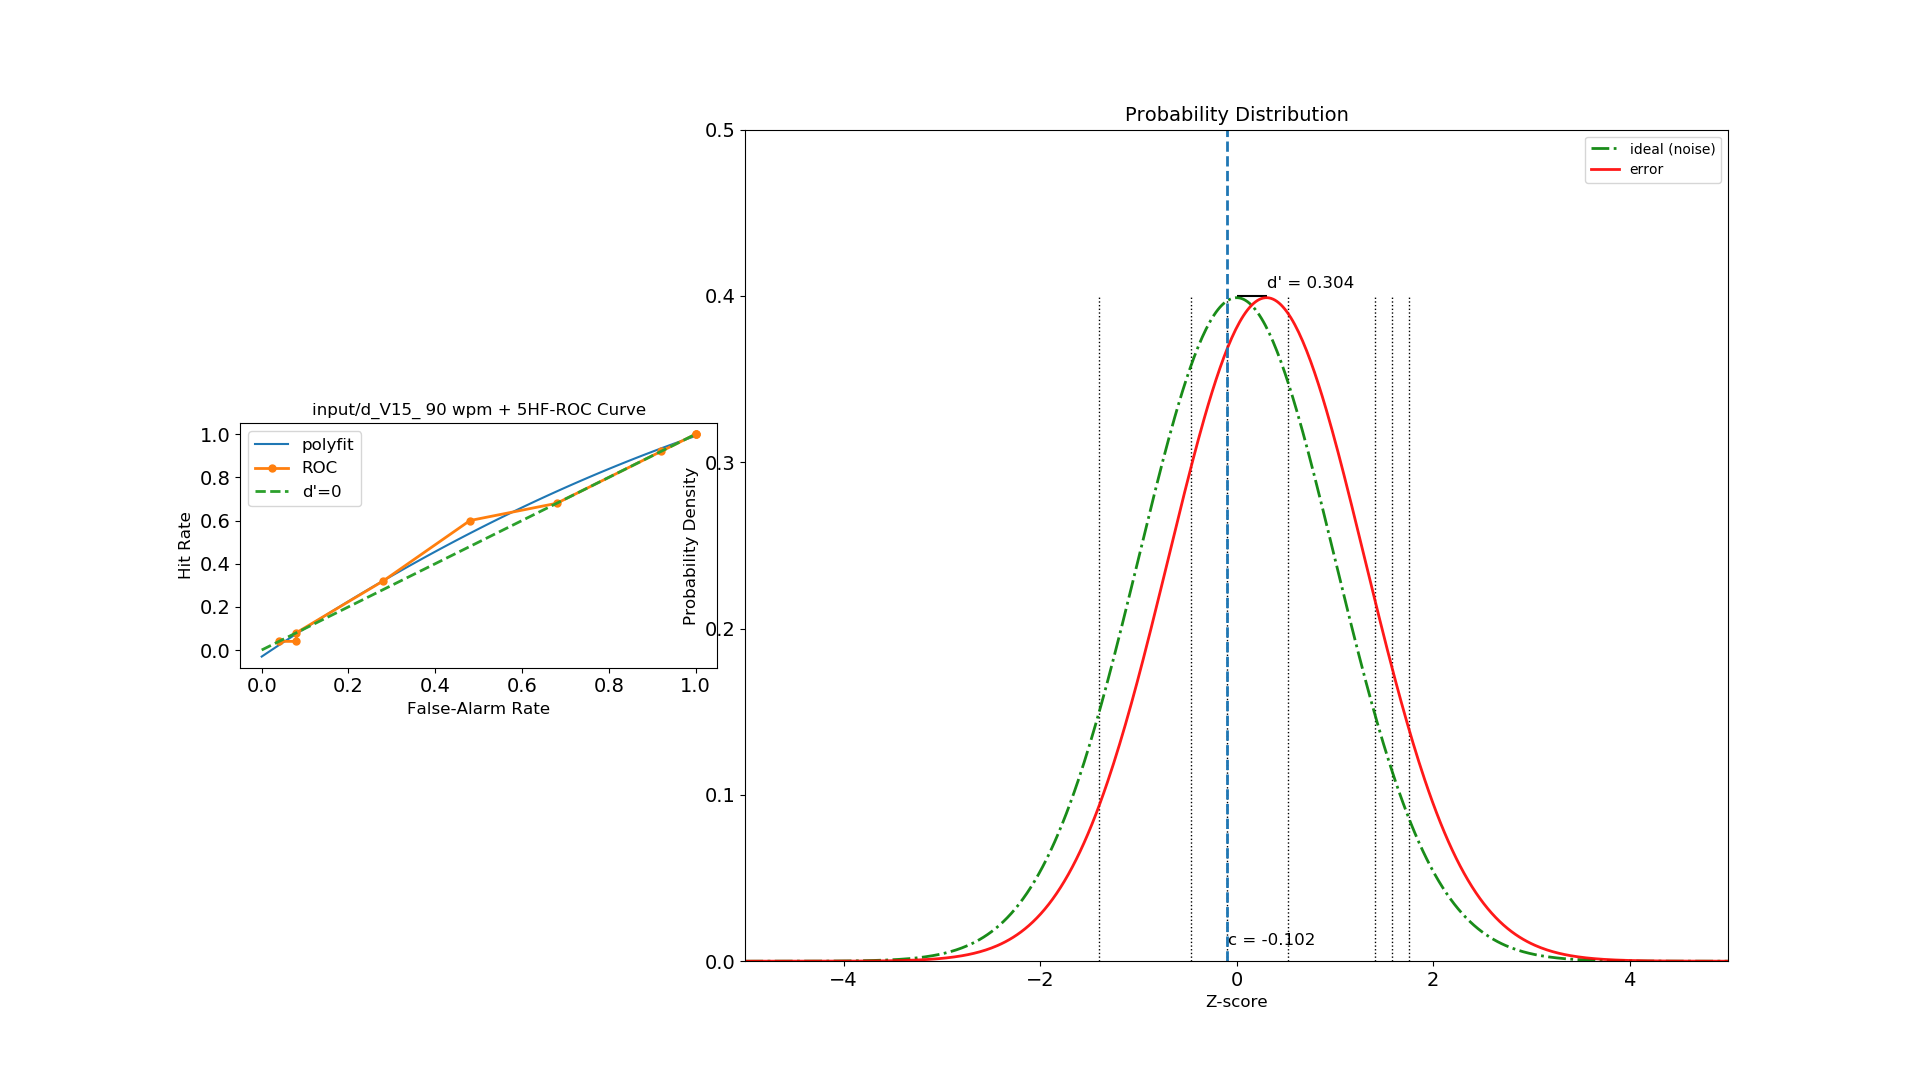 input/d_V15_ 90 wpm + 5HF-ROC Curve
polyfit
ROC
d'=0
1.0
0.8
0.6
0.4
0.2
0.0
Hit Rate
0.0 0.2 0.4 0.6 0.8 1.0
False-Alarm Rate
Probability Distribution
ideal (noise)
error
0.5
0.4
0.3
0.2
0.1
0.0
Probability Density
d' = 0.304
c = -0.102
−4 −2 0 2 4
Z-score